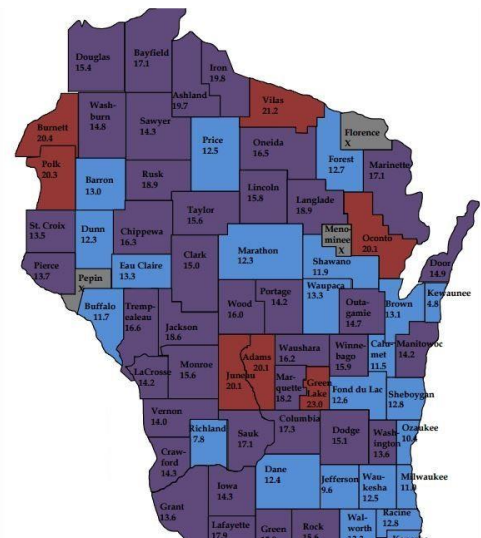 Douglas
15.4
Bayfield
17.1
Iron
19.8
Ashland
19.7
Vilas
21.2
Burnett
20.4
Wash-
burn
14.8
Sawyer
14.3
Price
12.5
Oneida
16.5
Florence
X
Forest
12.7
Marinette
17.1
Polk
20.3
Barron
13.0
Rusk
18.9
Lincoln
15.8
Langlade
18.9
Taylor
15.6
St. Croix
13.5
Dunn
12.3
Chippewa
16.3
Clark
15.0
Marathon
12.3
Meno-
minee
X
Oconto
20.1
Shawano
11.9
Door
14.9
Pierce
13.7
Pepin
X
Eau Claire
13.3
Buffalo
11.7
Tremp-
ealeau
16.6
Jackson
18.6
Wood
16.0
Portage
14.2
Waupaca
13.3
Outa-
gamie
14.7
Brown
13.1
Kewaunee
4.8
LaCrosse
14.2
Monroe
15.6
Juneau
20.1
Adams
20.1
Waushara
16.2
Winne-
bago
15.9
Calu-
met
11.5
Manitowoc
14.2
Mar-
quette
18.2
Green
Lake
23.0
Fond du Lac
12.6
Sheboygan
12.8
Vernon
14.0
Richland
7.8
Sauk
17.1
Columbia
17.3
Dodge
15.1
Wash-
ington
13.6
Ozaukee
Craw-
ford
14.3
Dane
12.4
Jefferson
9.6
Wau-
kesha
12.5
Milwaukee
Grant
13.6
Iowa
14.3
Lafayette
17.9
Green
Rock
15.6
Wal-
worth
Racine
12.8